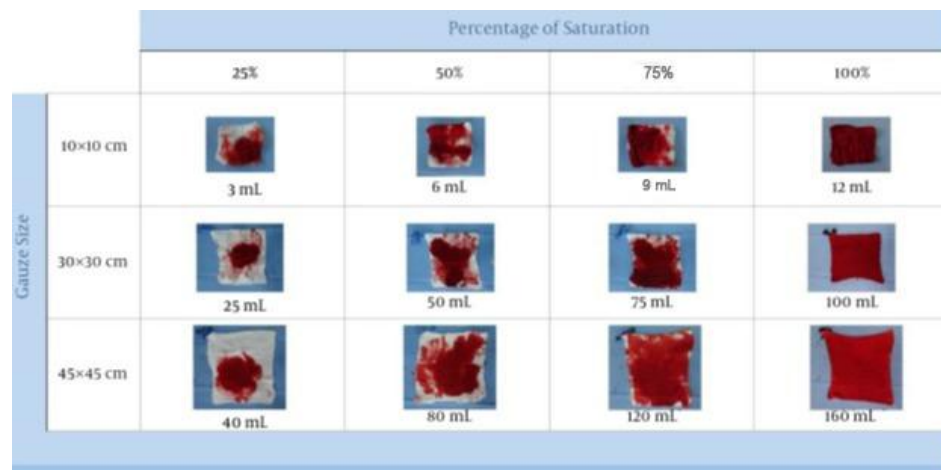 Percentage of Saturation
25% 50% 75% 100%
Gauze Size
10×10 cm
3 mL 6 mL 9 mL 12 mL
30×30 cm
25 mL 50 mL 75 mL 100 mL
45×45 cm
40 mL 80 mL 120 mL 160 mL